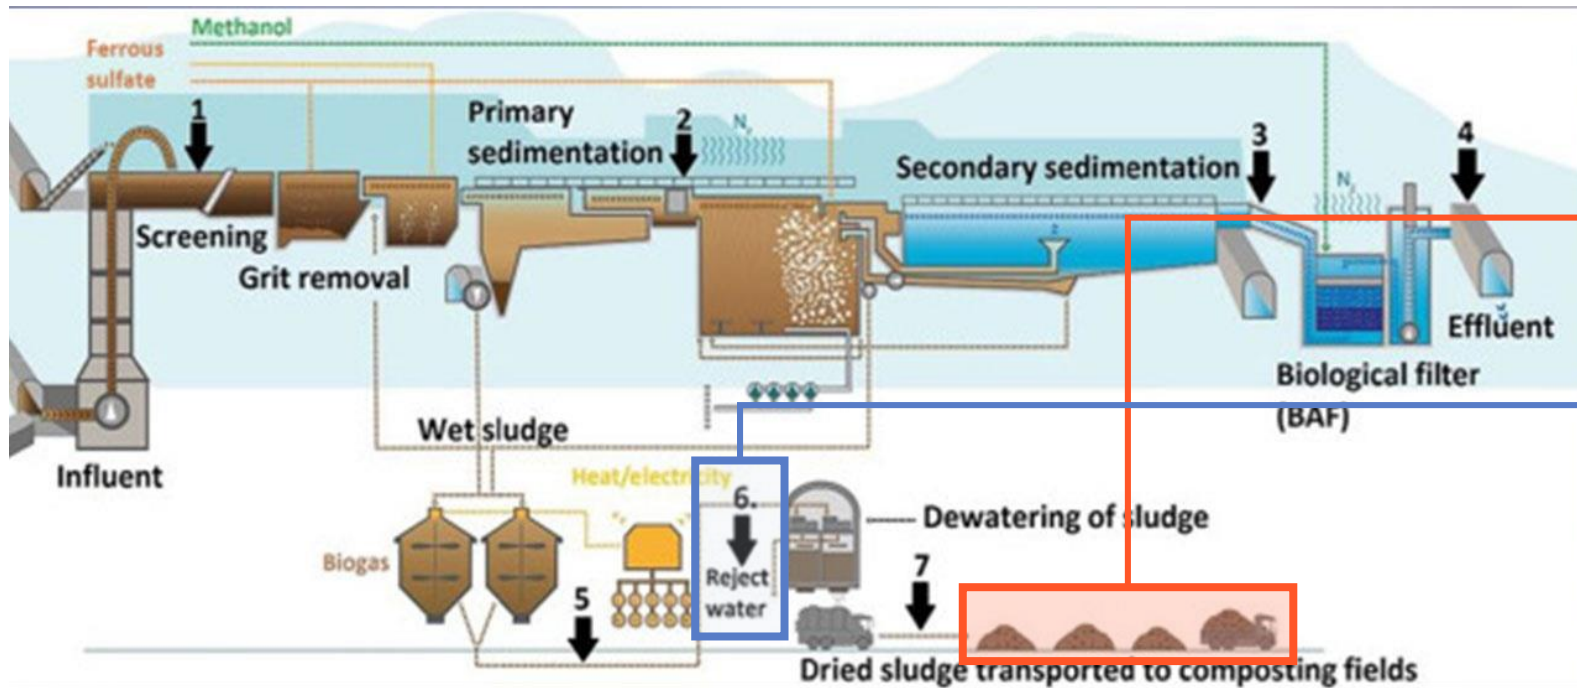 Methanol
Ferrous
sulfate
1
Primary
sedimentation
2
N₂
Secondary sedimentation
3
N₂
4
Screening
Grit removal
Effluent
Biological filter
(BAF)
Wet sludge
Influent
Heat/electricity
6.
Dewatering of sludge
Biogas
Reject
water
5
7
Dried sludge transported to composting fields